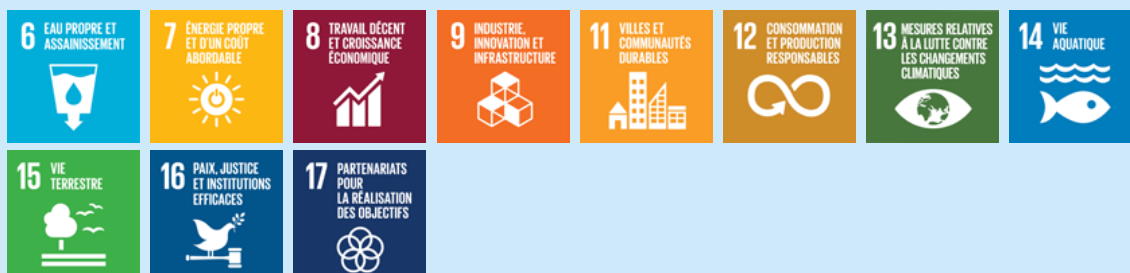 6 EAU PROPRE ET
ASSAINISSEMENT
7 ÉNERGIE PROPRE
ET D'UN COÛT
ABORDABLE
8 TRAVAIL DÉCENT
ET CROISSANCE
ÉCONOMIQUE
9 INDUSTRIE,
INNOVATION ET
INFRASTRUCTURE
11 VILLES ET
COMMUNAUTÉS
DURABLES
12 CONSOMMATION
ET PRODUCTION
RESPONSABLES
13 MESURES RELATIVES
À LA LUTTE CONTRE
LES CHANGEMENTS
CLIMATIQUES
14 VIE
AQUATIQUE
15 VIE
TERRESTRE
16 PAIX, JUSTICE
ET INSTITUTIONS
EFFICACES
17 PARTENARIATS
POUR
LA RÉALISATION
DES OBJECTIFS